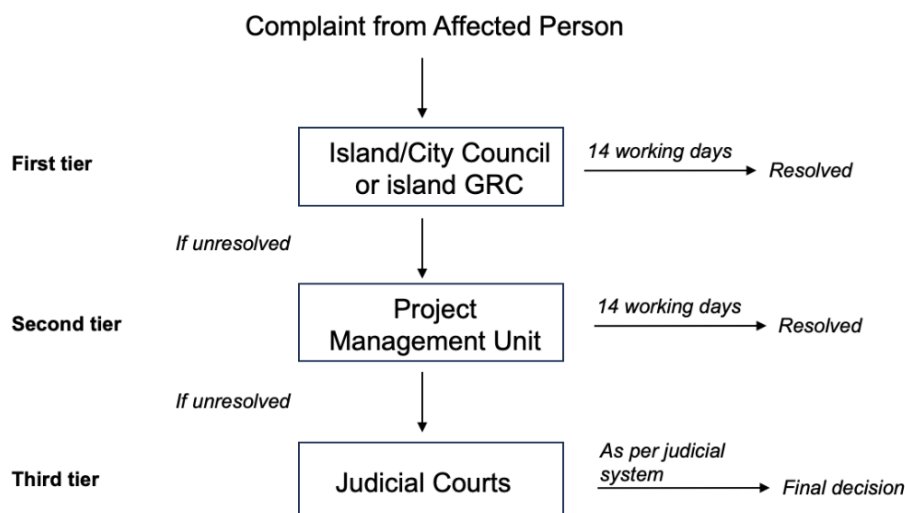 Complaint from Affected Person
First tier
Island/City Council
or island GRC
14 working days
Resolved
If unresolved
Second tier
Project
Management Unit
14 working days
Resolved
If unresolved
Third tier
Judicial Courts
As per judicial
system
Final decision